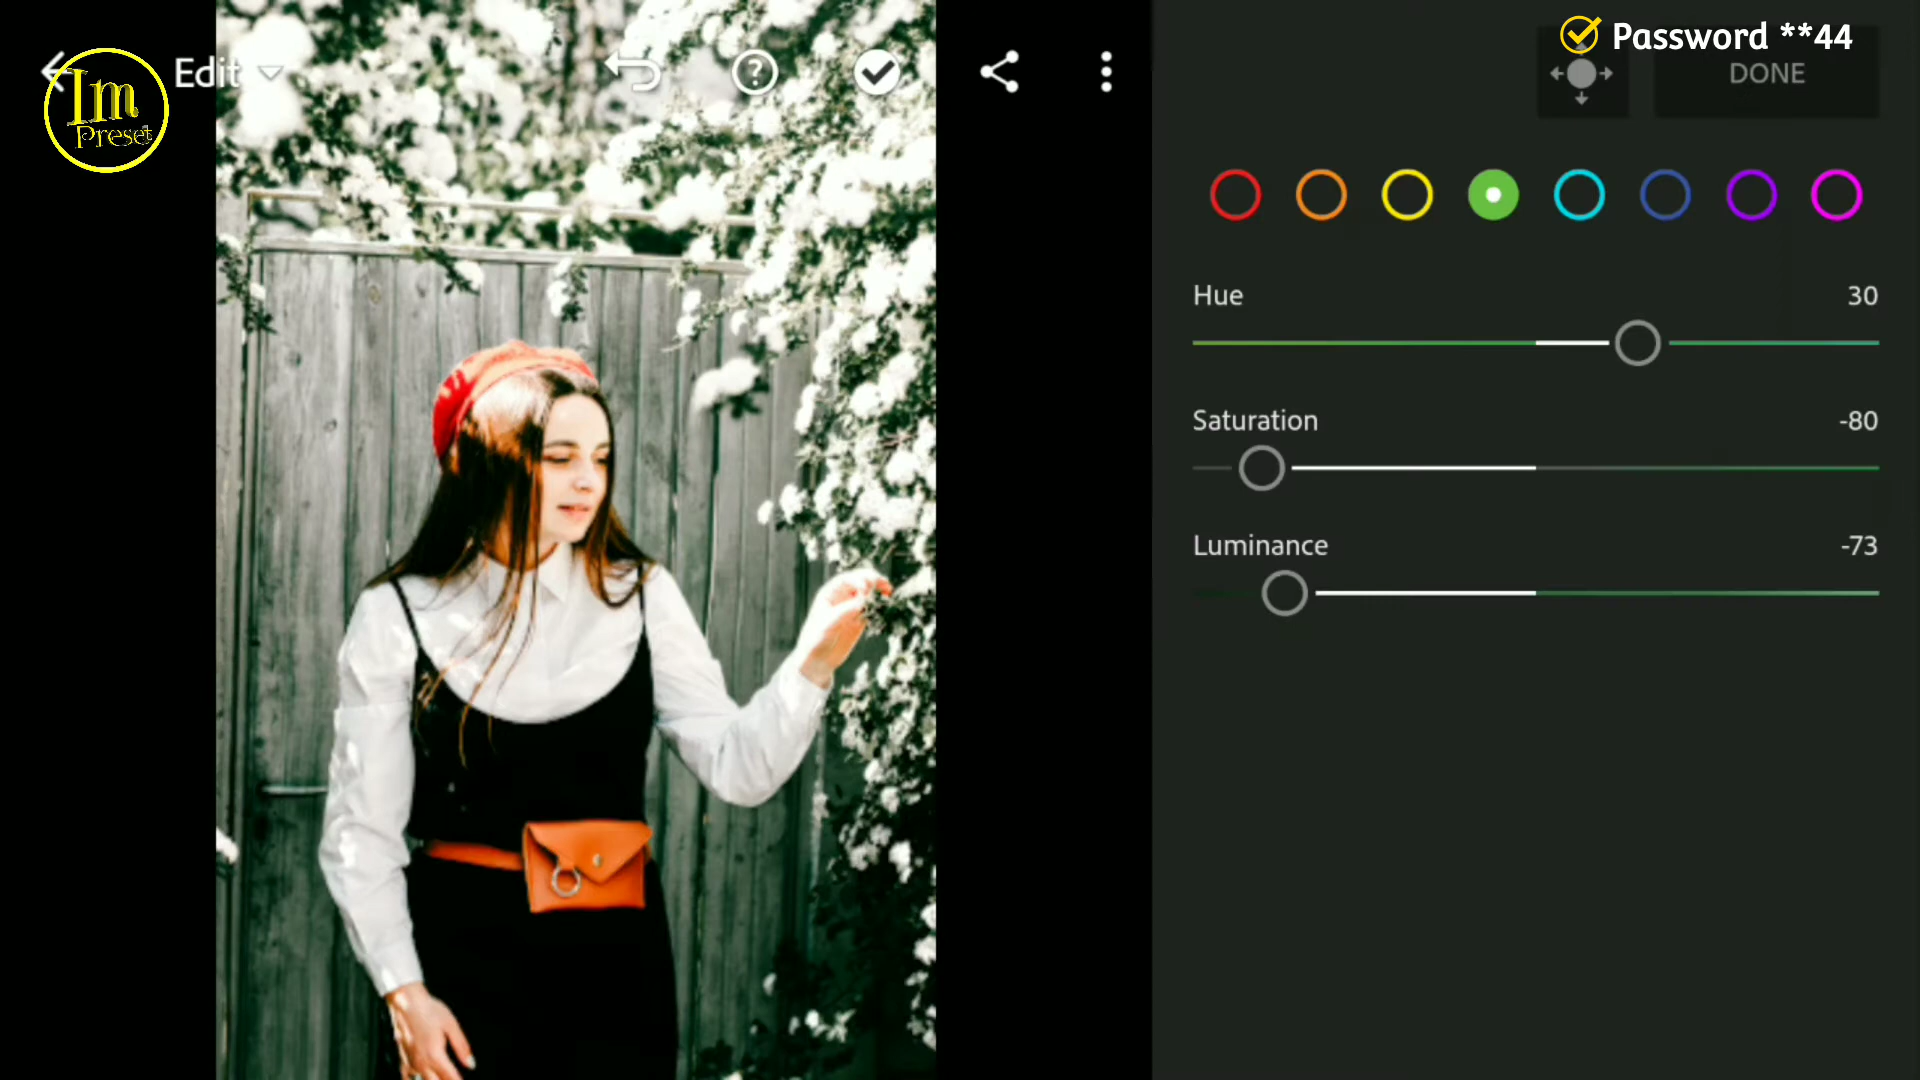 Im
Preset
Edit
Password **44
DONE
Hue
30
Saturation
-80
Luminance
-73